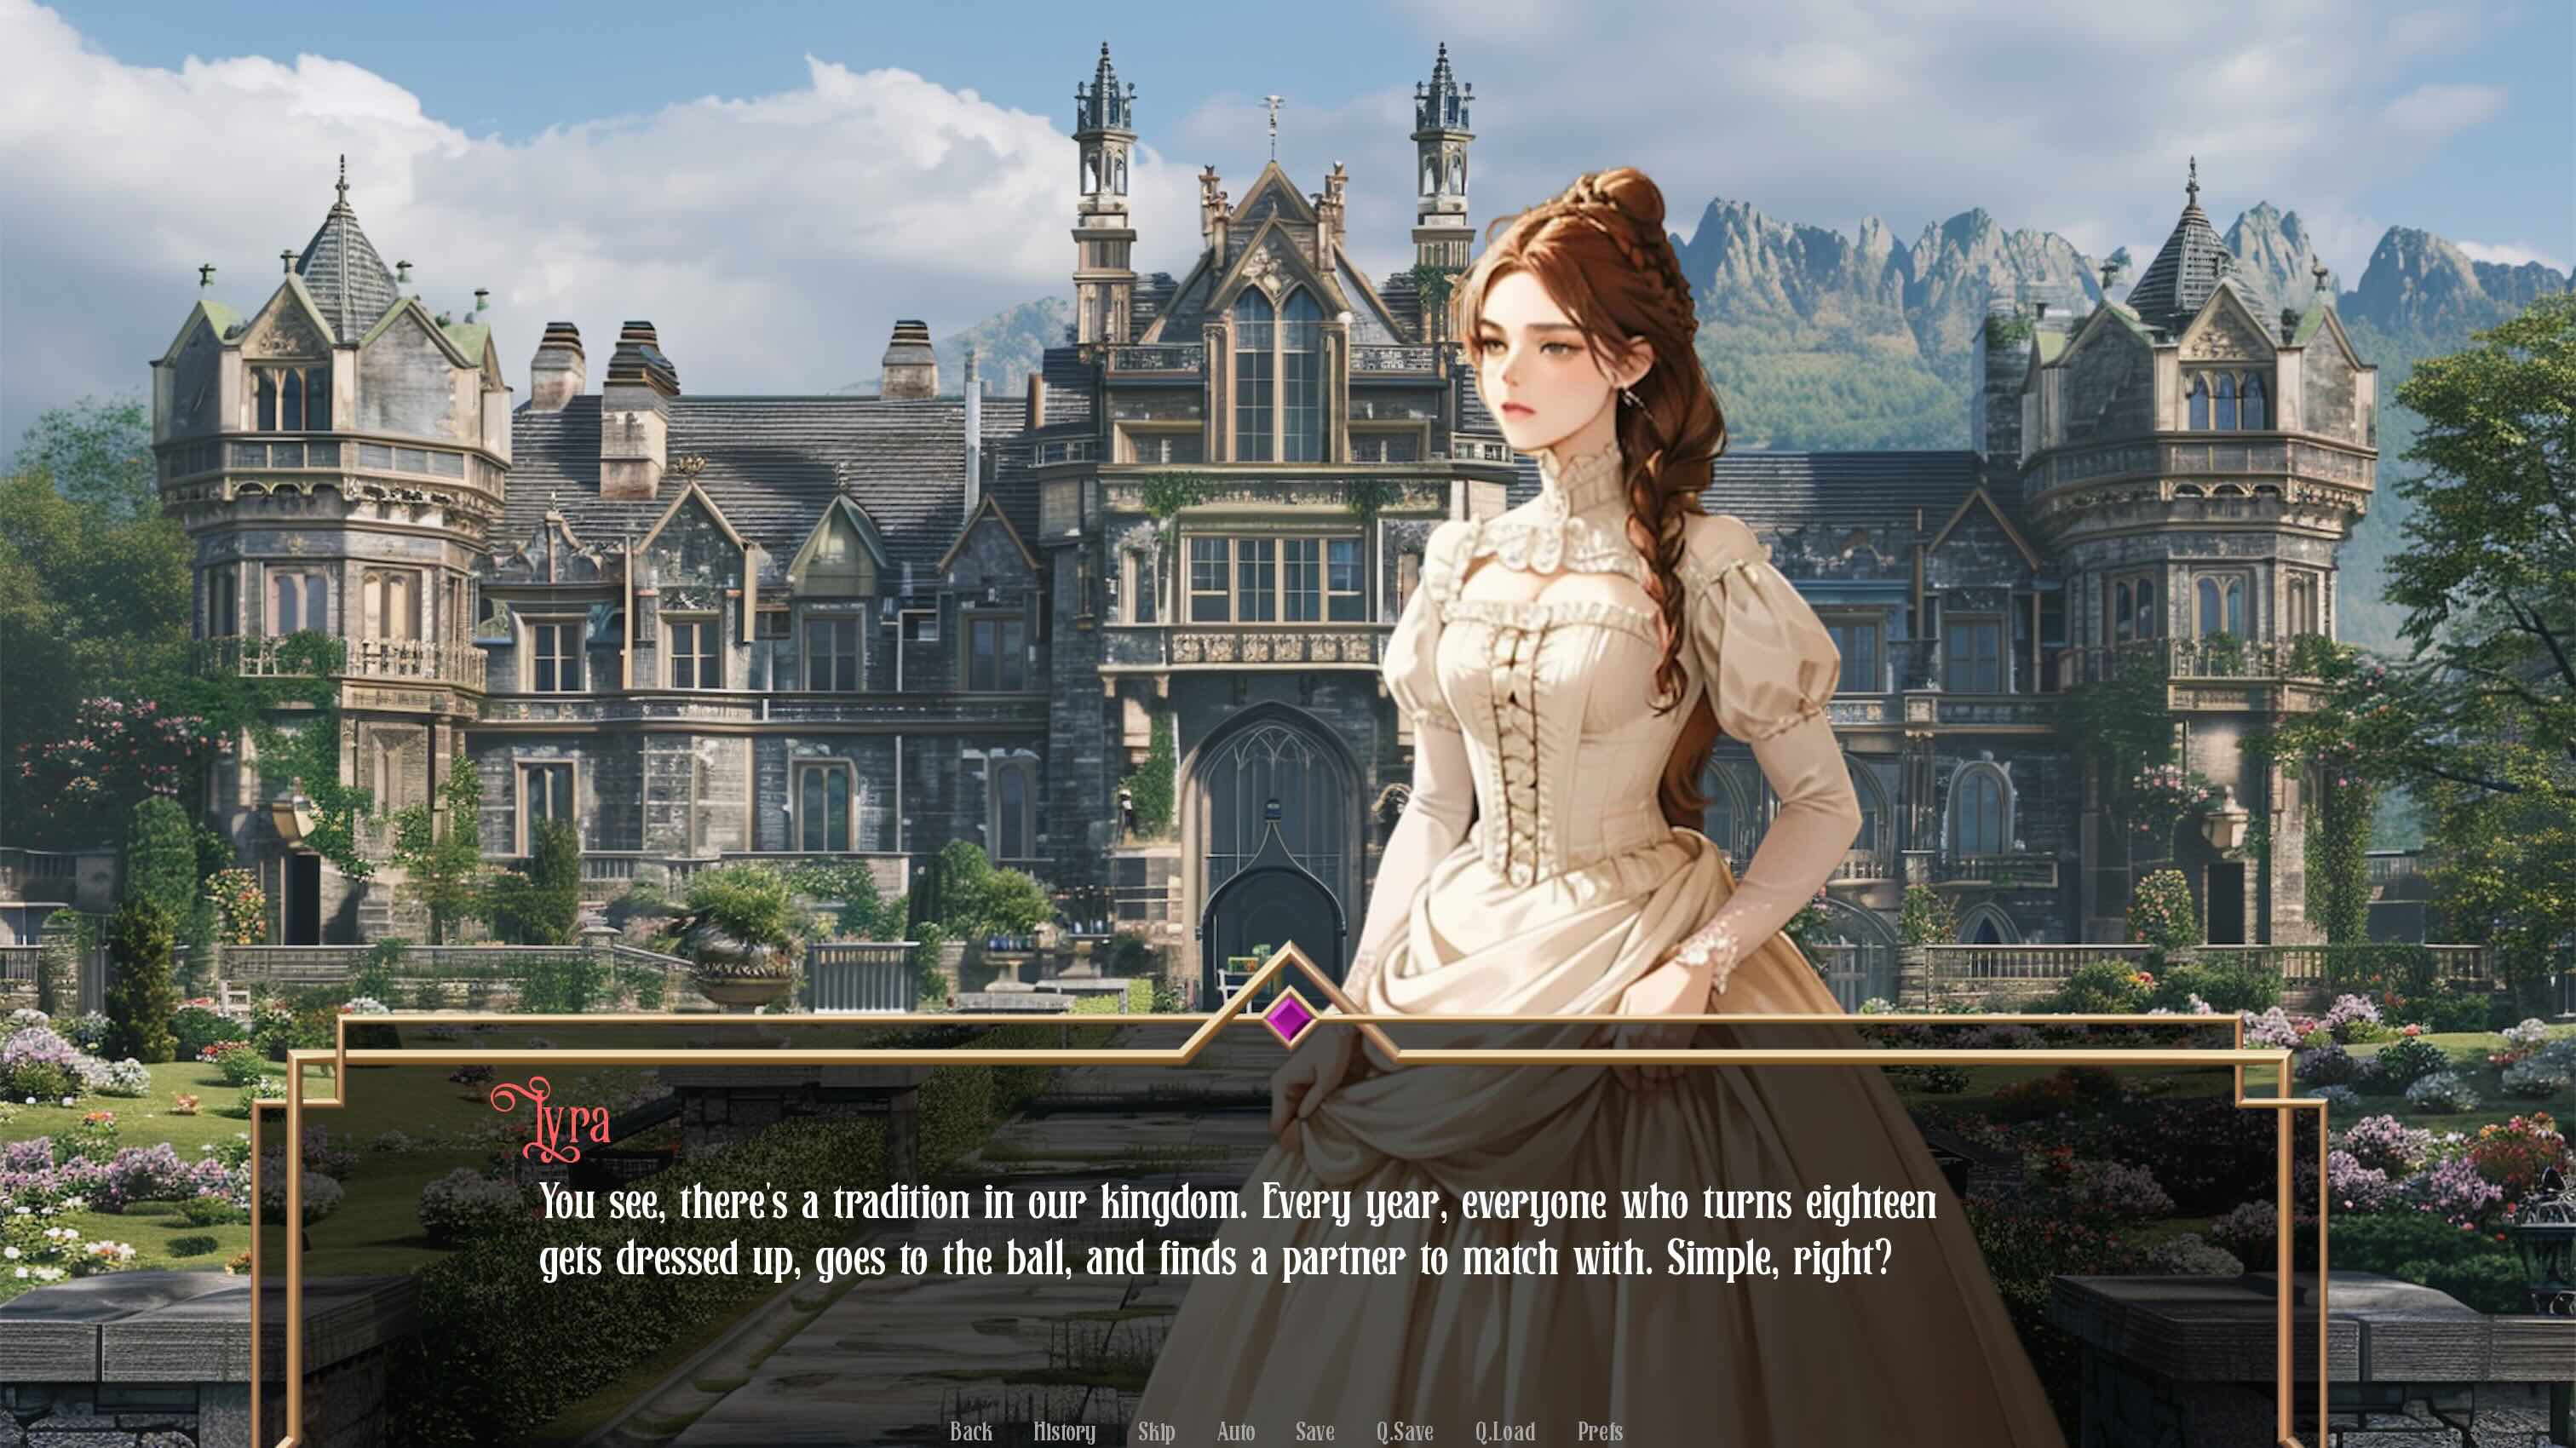 Lyra
You see, there's a tradition in our kingdom. Every year, everyone who turns eighteen
gets dressed up, goes to the ball, and finds a partner to match with. Simple, right?
Back History Skip Auto Save Q.Save Q.Load Prefs